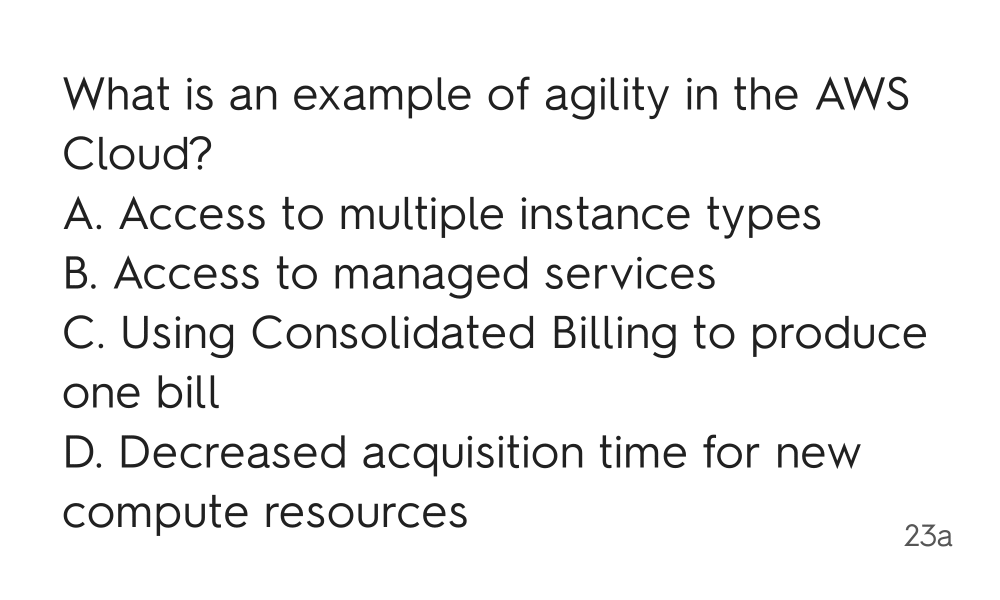 What is an example of agility in the AWS
Cloud?
A. Access to multiple instance types
B. Access to managed services
C. Using Consolidated Billing to produce
one bill
D. Decreased acquisition time for new
compute resources
23a